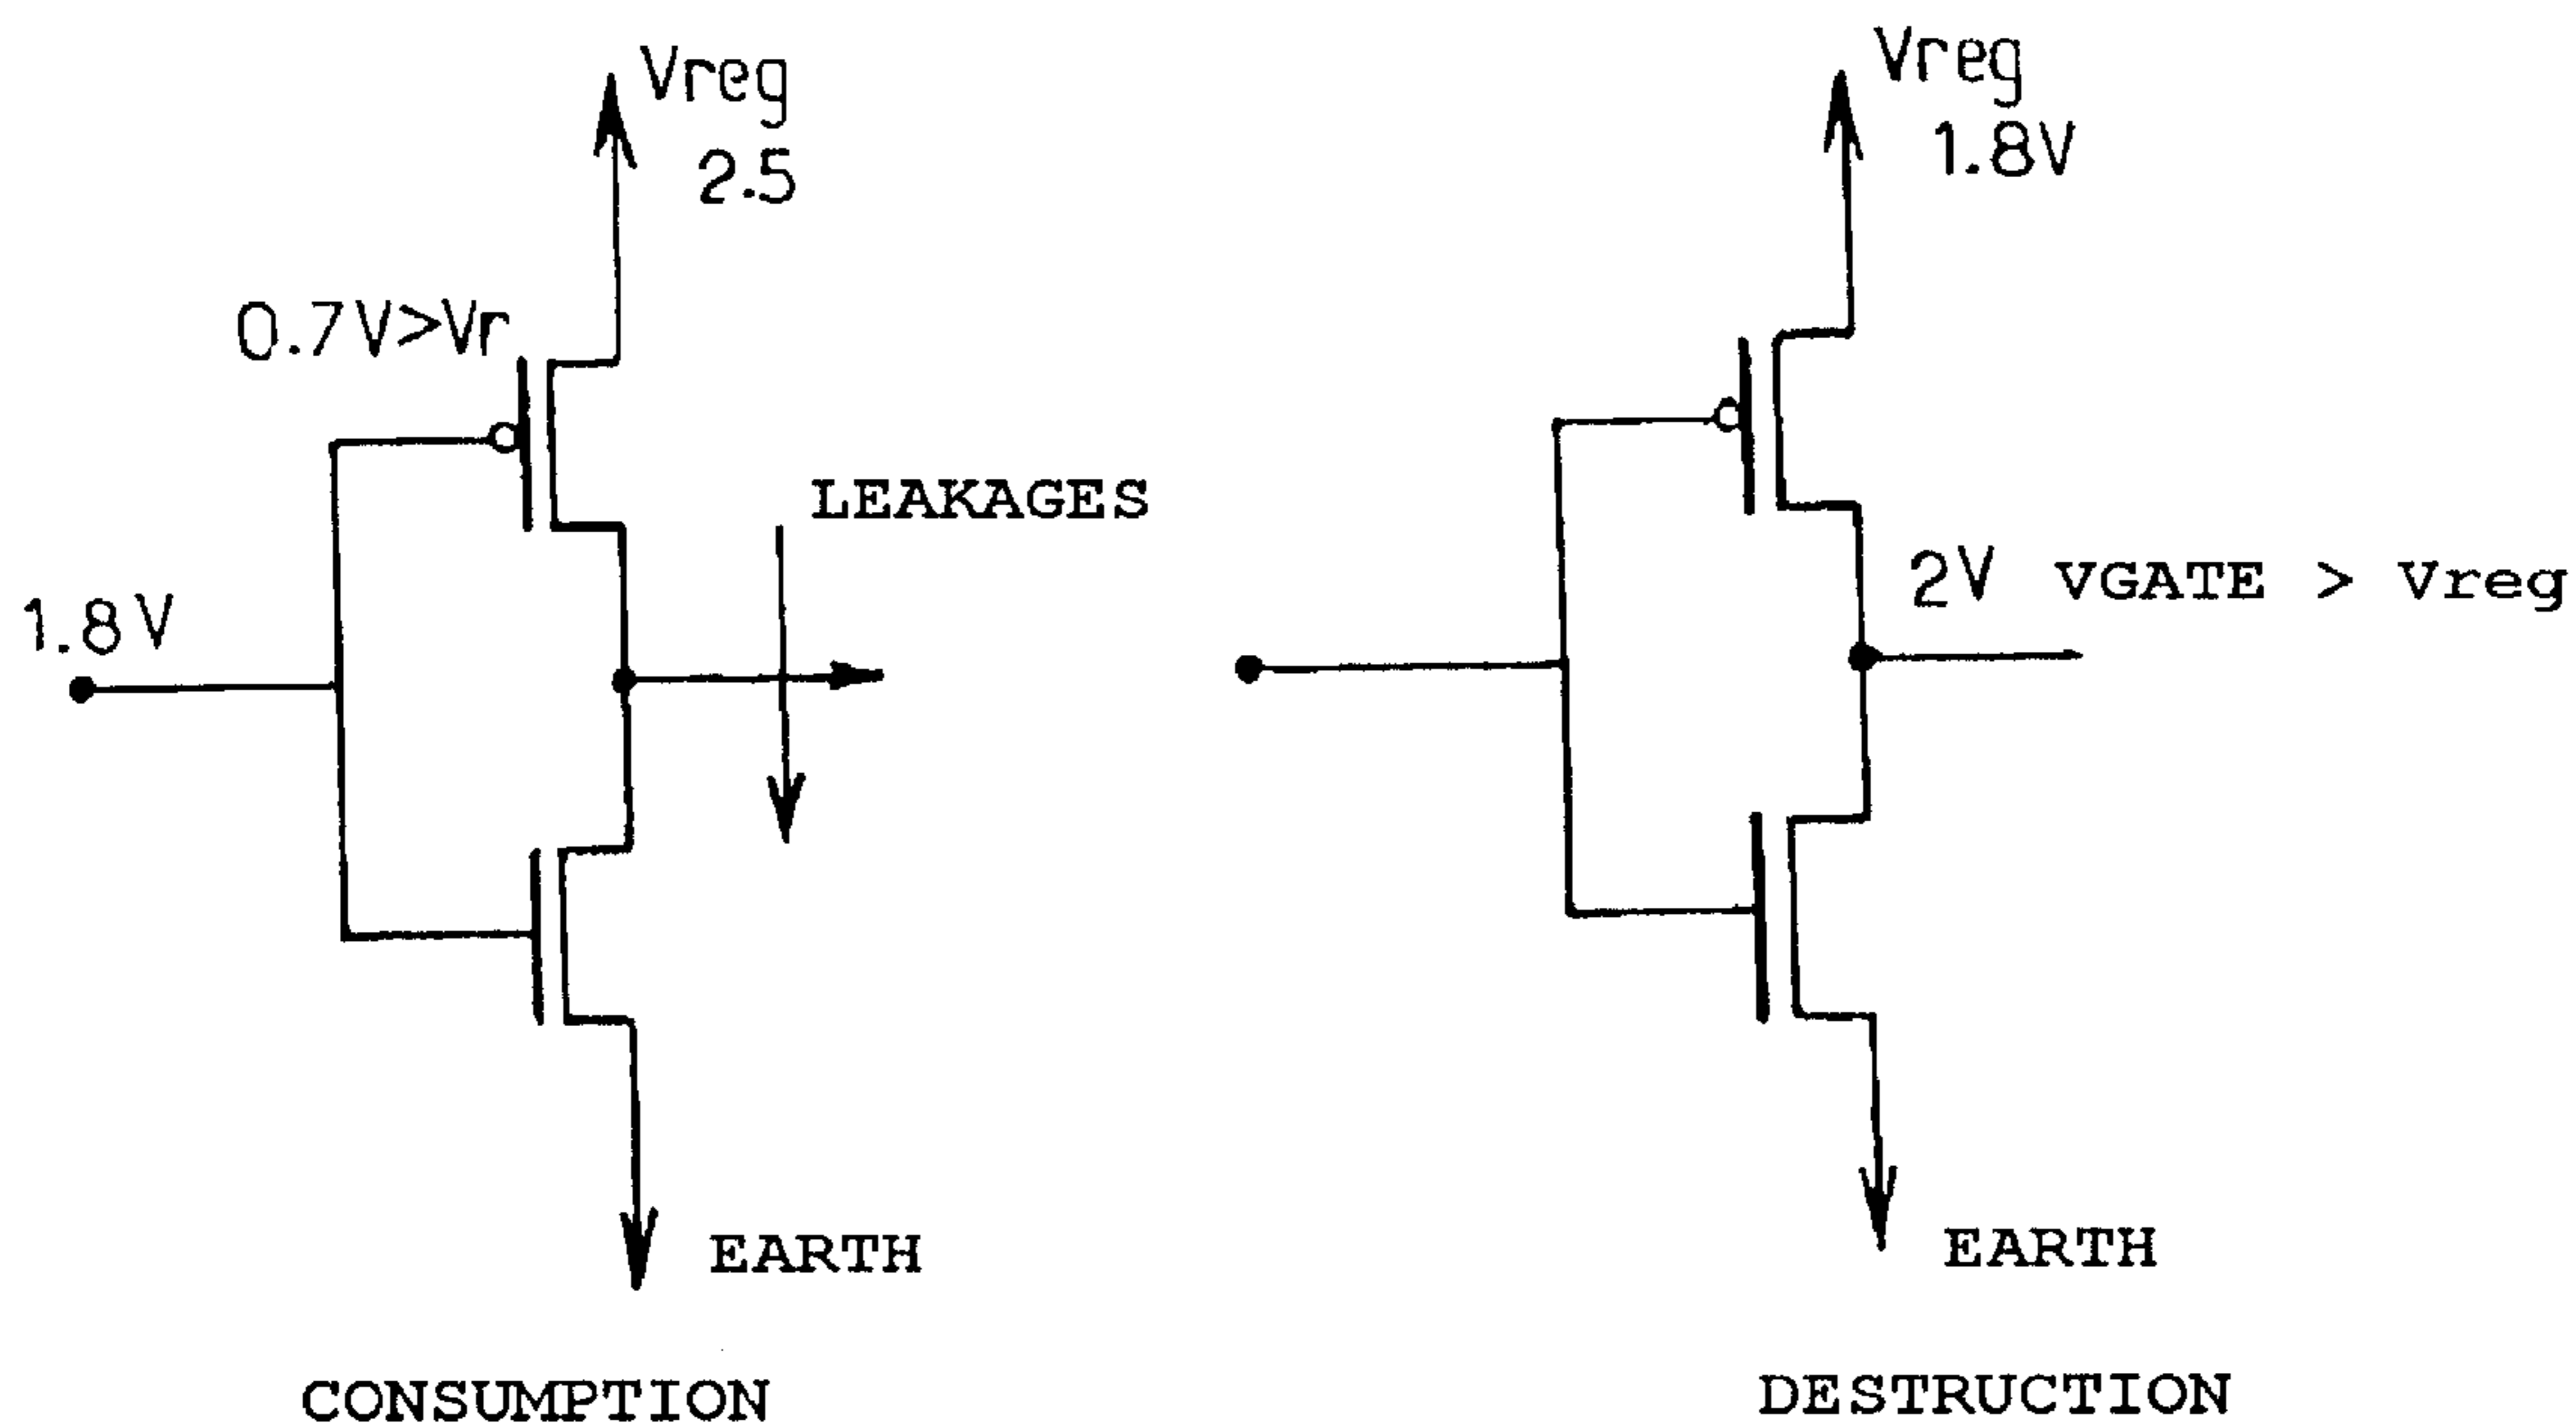 Vreg
2.5
0.7V>Vr
LEAKAGES
1.8V
EARTH
CONSUMPTION
Vreg
1.8V
2V VGATE > Vreg
EARTH
DESTRUCTION